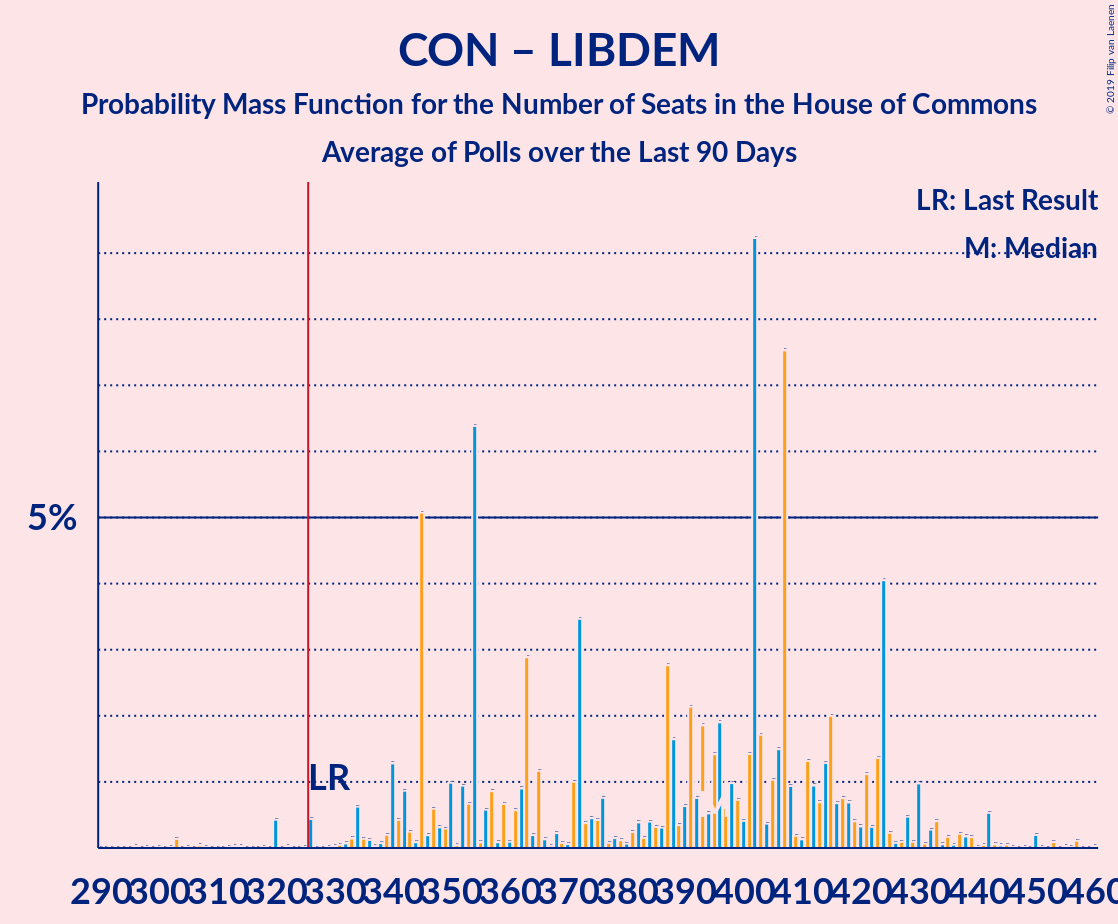 CON – LIBDEM
Probability Mass Function for the Number of Seats in the House of Commons
Average of Polls over the Last 90 Days
© 2019 Filip van Laenen
LR: Last Result
M: Median
5%
LR
M
290 300 310 320 330 340 350 360 370 380 390 400 410 420 430 440 450 460